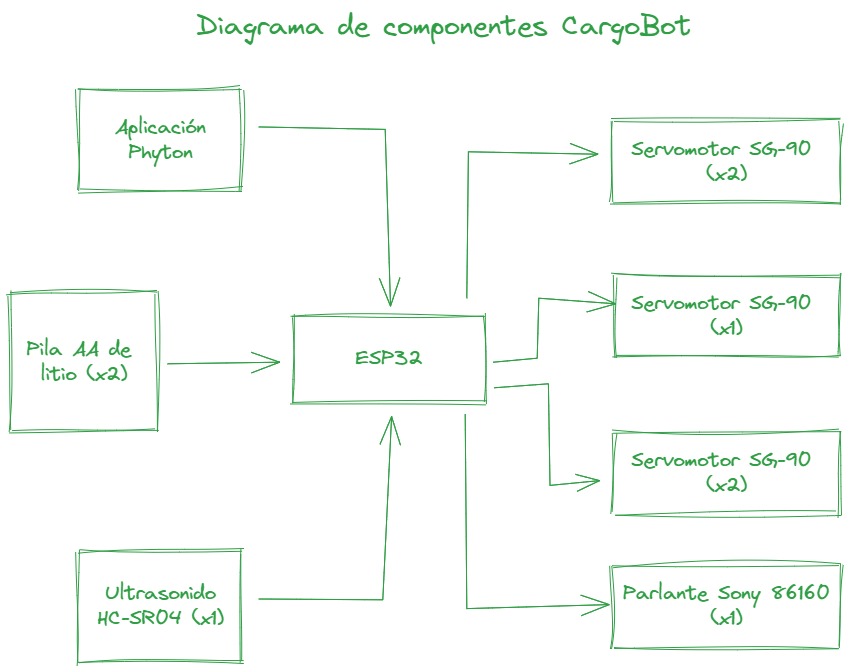 Diagrama de componentes CargoBot
Aplicación
Phyton
Servomotor SG-90
(x2)
Servomotor SG-90
(x1)
Pila AA de
litio (x2)
ESP32
Servomotor SG-90
(x2)
Ultrasonido
HC-SR04 (x1)
Parlante Sony 86160
(x1)